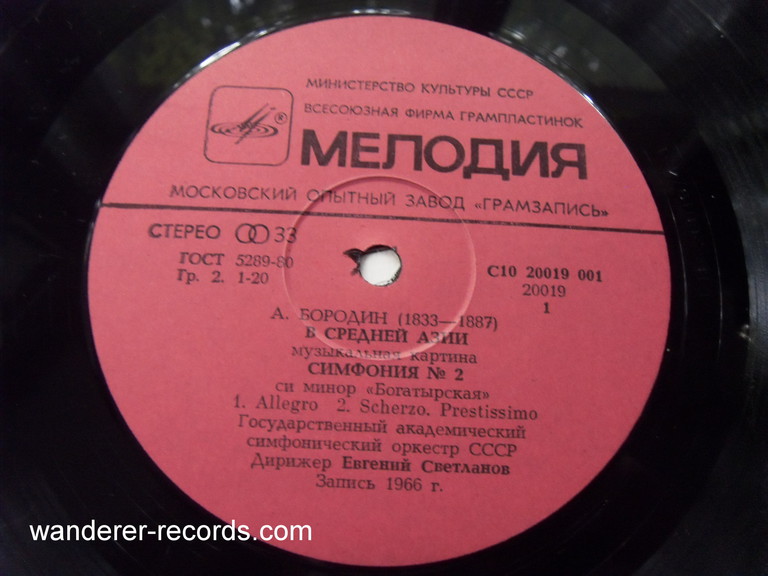 МИНИСТЕРСТВО КУЛЬТУРЫ СССР
ВСЕСОЮЗНАЯ ФИРМА ГРАМПЛАСТИНОК
®
МЕЛОДИЯ
МОСКОВСКИЙ ОПЫТНЫЙ ЗАВОД «ГРАМЗАПИСЬ»
СТЕРЕО 33
ГОСТ 5289-80
Гр. 2. 1-20
С10 20019 001
20019
1
А. БОРОДИН (1833—1887)
В СРЕДНЕЙ АЗИИ
музыкальная картина
СИМФОНИЯ № 2
си минор «Богатырская»
1. Allegro 2. Scherzo. Prestissimo
Государственный академический
симфонический оркестр СССР
Дирижер Евгений Светланов
Запись 1966 г.
wanderer-records.com